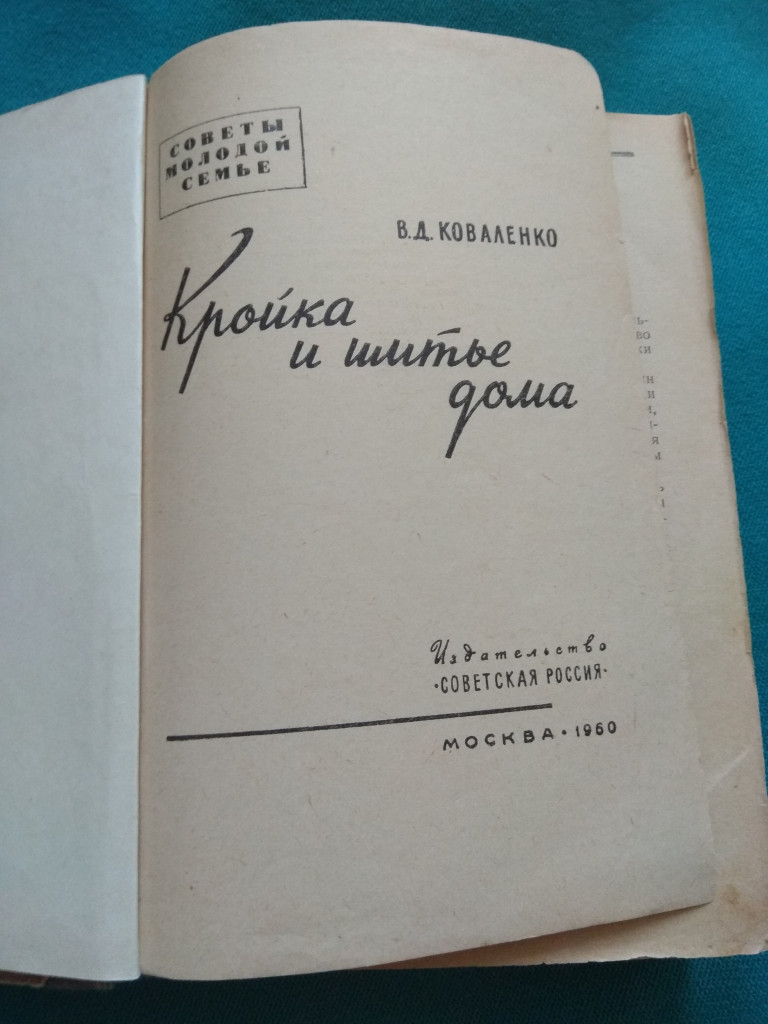 СОВЕТЫ
МОЛОДОЙ
СЕМЬЕ
В.Д. КОВАЛЕНКО
Кройка
и шитье
дома
Издательство
"СОВЕТСКАЯ РОССИЯ"
МОСКВА • 1960